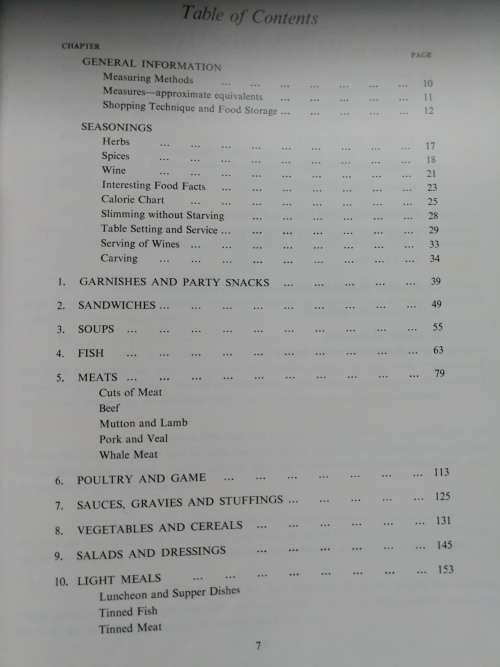 Table of Contents
CHAPTER
PAGE
GENERAL INFORMATION
Measuring Methods ... ... ... ... ... ... ... 10
Measures—approximate equivalents ... ... ... ... ... 11
Shopping Technique and Food Storage ... ... ... ... ... 12
SEASONINGS
Herbs ... ... ... ... ... ... ... ... ... 17
Spices ... ... ... ... ... ... ... ... ... 18
Wine ... ... ... ... ... ... ... ... ... 21
Interesting Food Facts ... ... ... ... ... ... ... 23
Calorie Chart ... ... ... ... ... ... ... ... 25
Slimming without Starving ... ... ... ... ... ... 28
Table Setting and Service ... ... ... ... ... ... ... 29
Serving of Wines ... ... ... ... ... ... ... ... 33
Carving ... ... ... ... ... ... ... ... ... 34
1. GARNISHES AND PARTY SNACKS ... ... ... ... ... 39
2. SANDWICHES ... ... ... ... ... ... ... ... ... 49
3. SOUPS ... ... ... ... ... ... ... ... ... ... 55
4. FISH ... ... ... ... ... ... ... ... ... ... 63
5. MEATS ... ... ... ... ... ... ... ... ... ... 79
Cuts of Meat
Beef
Mutton and Lamb
Pork and Veal
Whale Meat
6. POULTRY AND GAME ... ... ... ... ... ... ... 113
7. SAUCES, GRAVIES AND STUFFINGS ... ... ... ... ... 125
8. VEGETABLES AND CEREALS ... ... ... ... ... ... 131
9. SALADS AND DRESSINGS ... ... ... ... ... ... 145
10. LIGHT MEALS ... ... ... ... ... ... ... ... 153
Luncheon and Supper Dishes
Tinned Fish
Tinned Meat
7